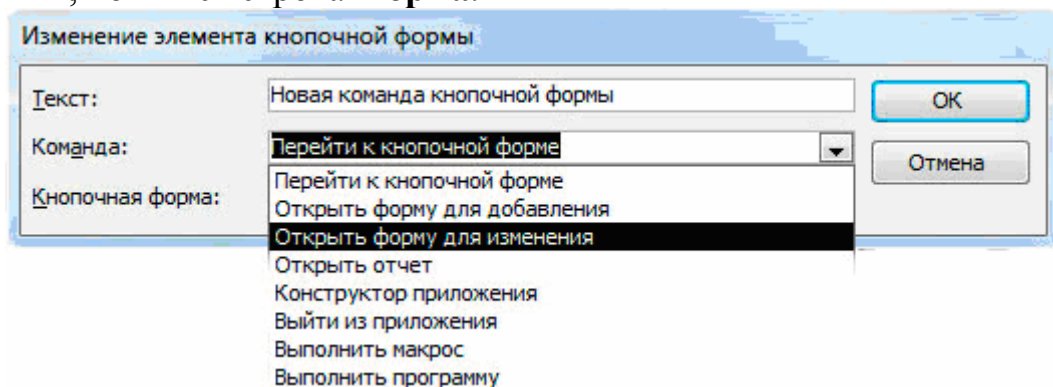 Изменение элемента кнопочной формы
Текст:
Новая команда кнопочной формы
OK
Команда:
Перейти к кнопочной форме
Отмена
Кнопочная форма:
Перейти к кнопочной форме
Открыть форму для добавления
Открыть форму для изменения
Открыть отчет
Конструктор приложения
Выйти из приложения
Выполнить макрос
Выполнить программу